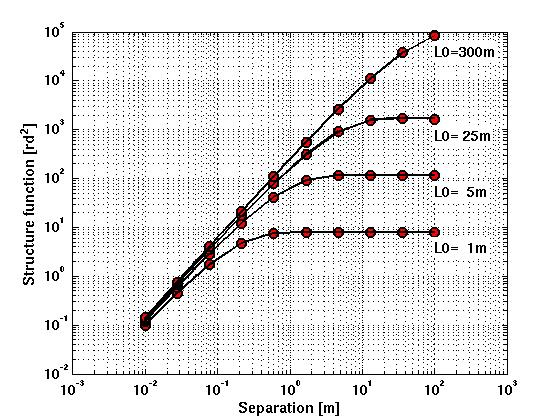 10^5
10^4
10^3
10^2
10^1
10^0
10^-1
10^-2
10^-3 10^-2 10^-1 10^0 10^1 10^2 10^3
Structure function [rd^2]
Separation [m]
L0=300m
L0= 25m
L0= 5m
L0= 1m